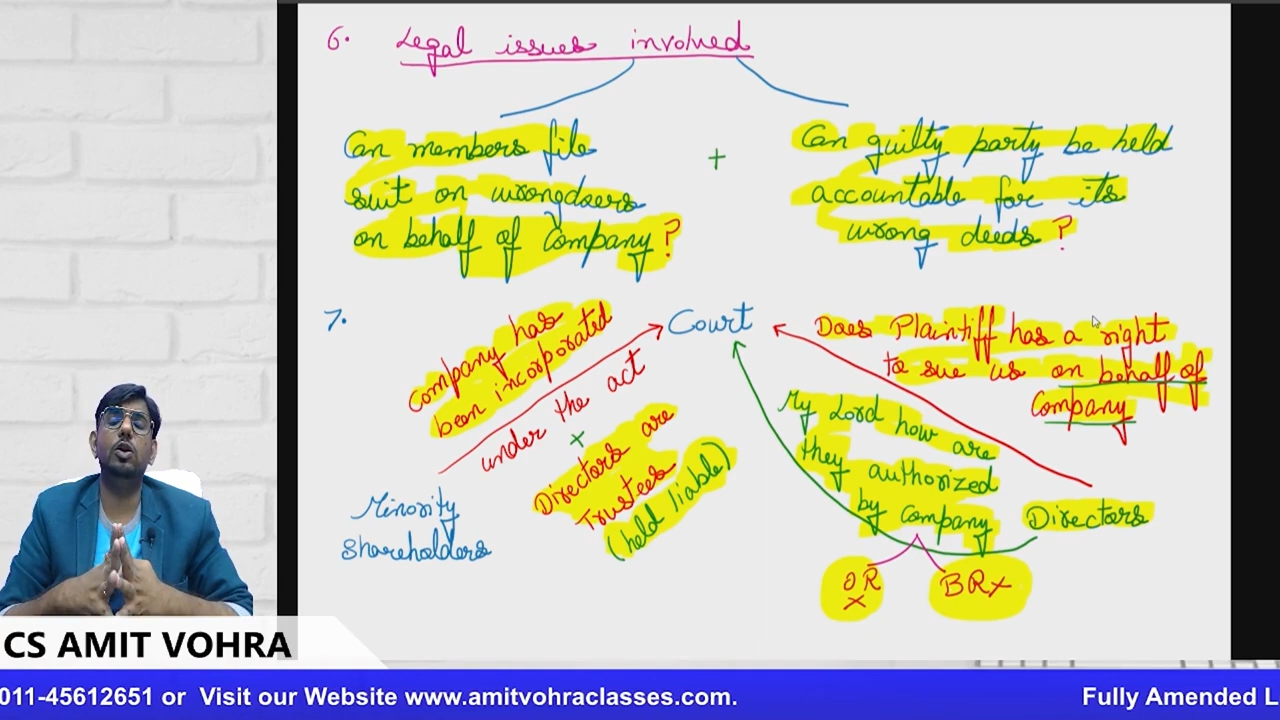 6. Legal issues involved
Can members file
suit on wrongdoers
on behalf of Company?
+
Can guilty party be held
accountable for its
wrong deeds?
7.
Company has
been incorporated
under the act
+
Directors are
Trustees
(held liable)
Minority
shareholders
Court
Does Plaintiff has a right
to sue us on behalf of
Company
My Lord how are
they authorized
by Company
Directors
OR x
BR x
CS AMIT VOHRA
011-45612651 or Visit our Website www.amitvohraclasses.com.
Fully Amended L